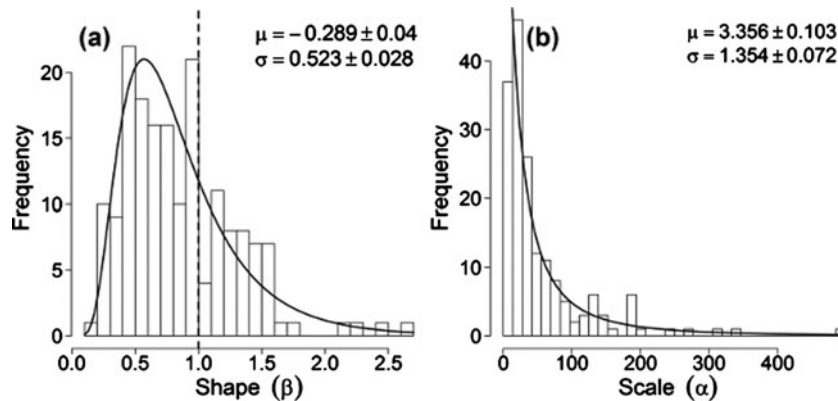 (a)
μ = − 0.289 ± 0.04
σ = 0.523 ± 0.028
Frequency
20
15
10
5
0
0.0 0.5 1.0 1.5 2.0 2.5
Shape (β)
(b)
μ = 3.356 ± 0.103
σ = 1.354 ± 0.072
Frequency
40
30
20
10
0
0 100 200 300 400
Scale (α)